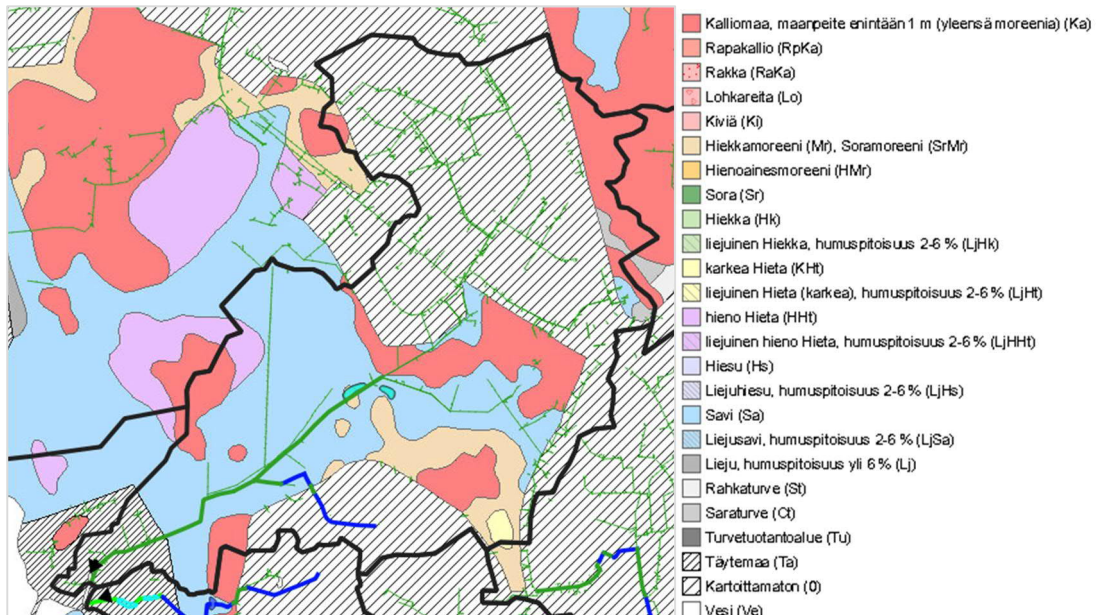 Kalliomaa, maanpeite enintään 1 m (yleensä moreenia) (Ka)
Rapakallio (RpKa)
Rakka (RaKa)
Lohkareita (Lo)
Kiviä (Ki)
Hiekkamoreeni (Mr), Soramoreeni (SrMr)
Hienoainesmoreeni (HMr)
Sora (Sr)
Hiekka (Hk)
liejuinen Hiekka, humuspitoisuus 2-6 % (LjHk)
karkea Hieta (KHt)
liejuinen Hieta (karkea), humuspitoisuus 2-6 % (LjHt)
hieno Hieta (HHt)
liejuinen hieno Hieta, humuspitoisuus 2-6 % (LjHHt)
Hiesu (Hs)
Liejuhiesu, humuspitoisuus 2-6 % (LjHs)
Savi (Sa)
Liejusavi, humuspitoisuus 2-6 % (LjSa)
Lieju, humuspitoisuus yli 6 % (Lj)
Rahkaturve (St)
Saraturve (Ct)
Turvetuotantoalue (Tu)
Täytemaa (Ta)
Kartoittamaton (0)
Vesi (Ve)